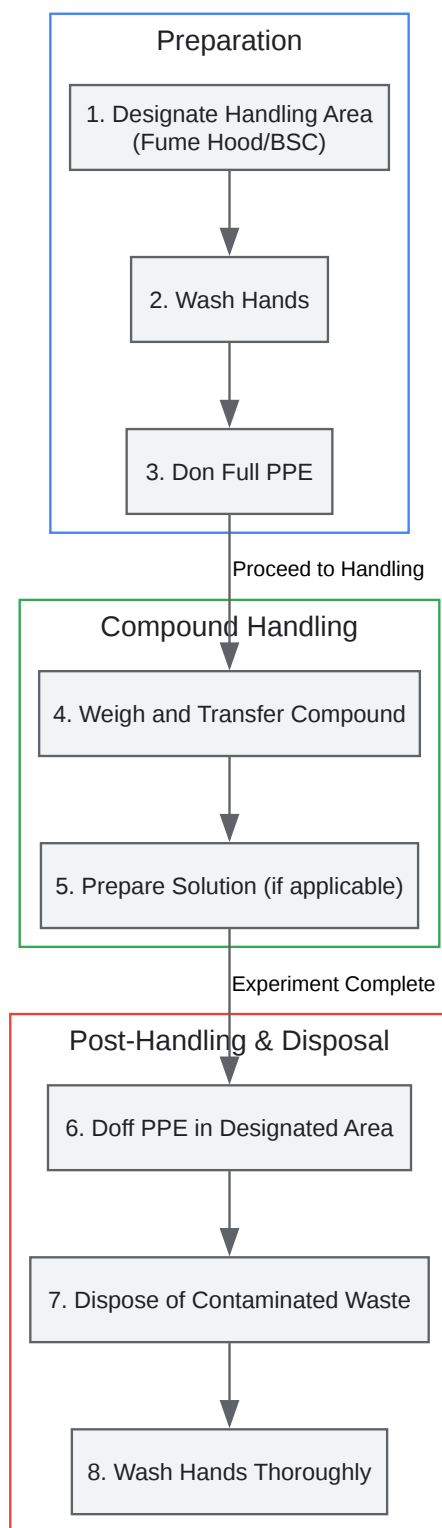 Preparation
1. Designate Handling Area
(Fume Hood/BSC)
2. Wash Hands
3. Don Full PPE
Proceed to Handling
Compound Handling
4. Weigh and Transfer Compound
5. Prepare Solution (if applicable)
Experiment Complete
Post-Handling & Disposal
6. Doff PPE in Designated Area
7. Dispose of Contaminated Waste
8. Wash Hands Thoroughly